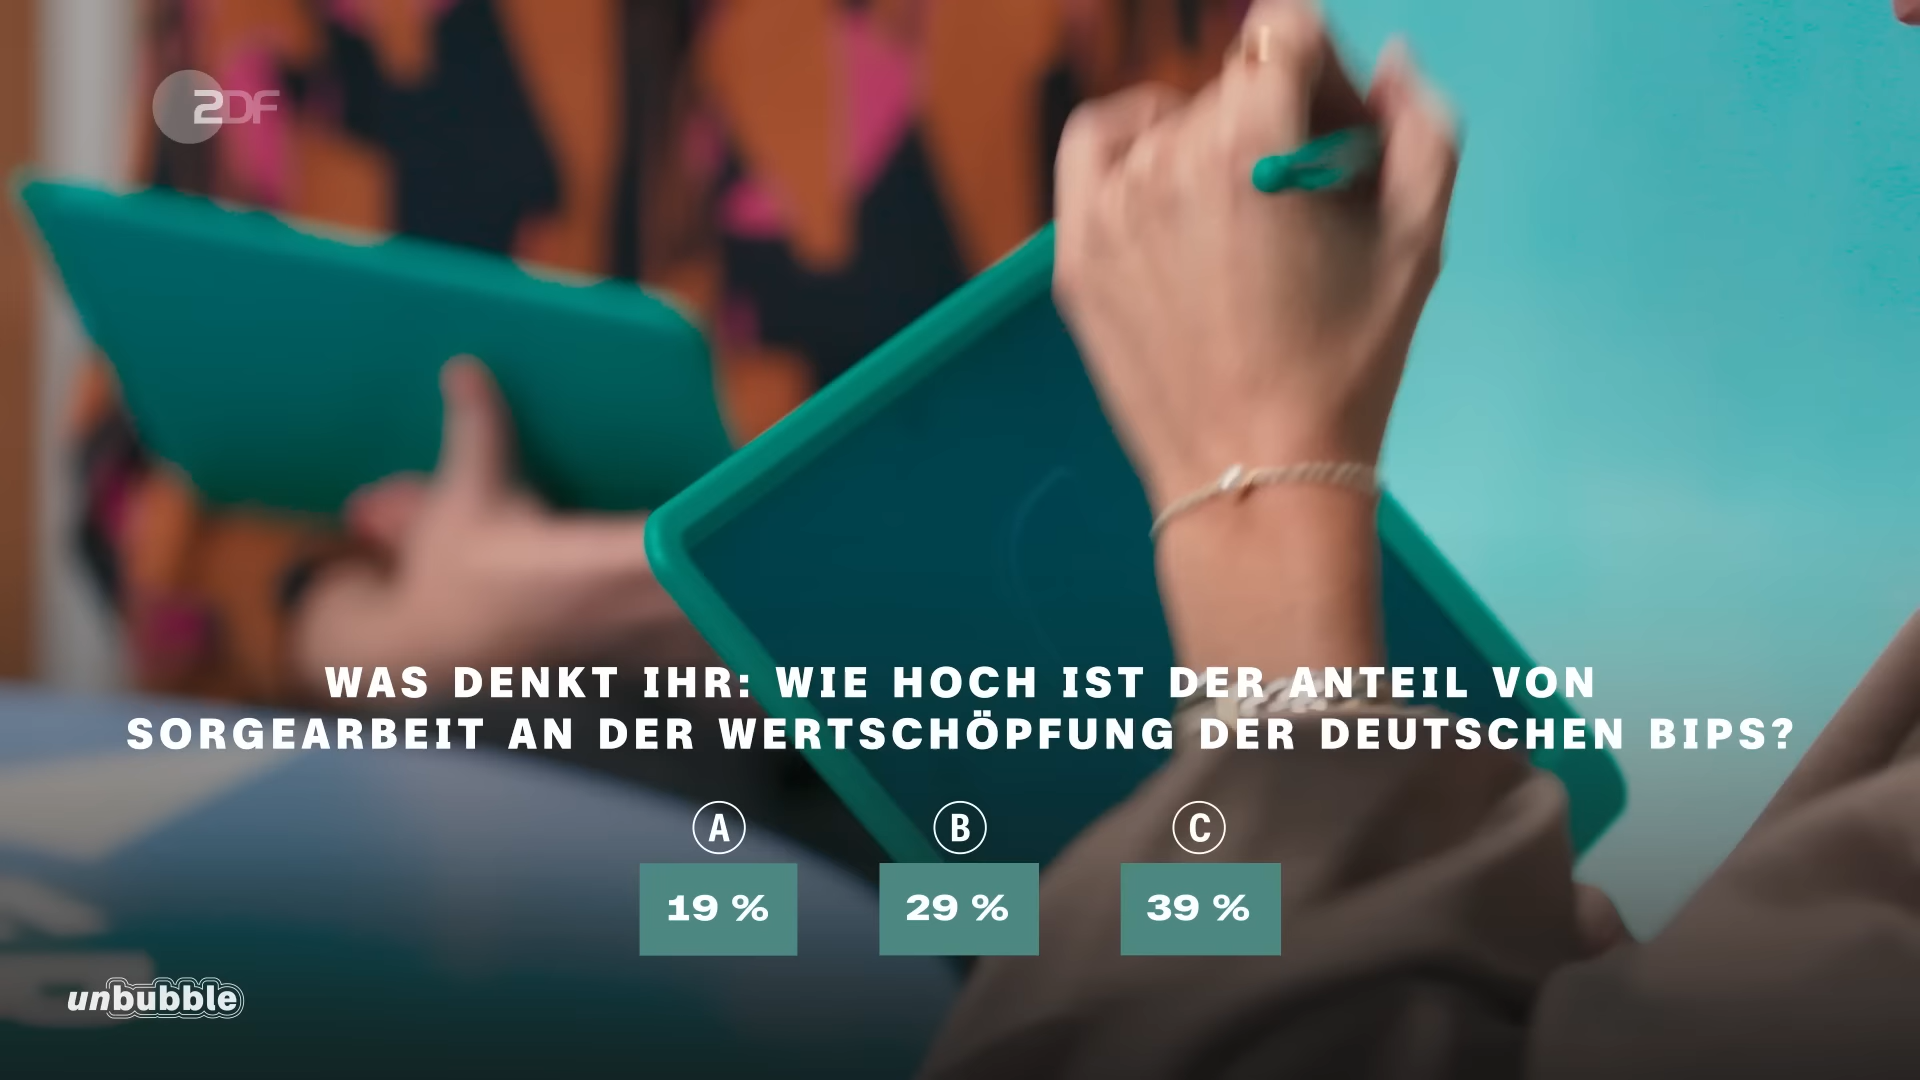 ZDF
WAS DENKT IHR: WIE HOCH IST DER ANTEIL VON
SORGEARBEIT AN DER WERTSCHÖPFUNG DER DEUTSCHEN BIPS?
A B C
19 % 29 % 39 %
unbubble